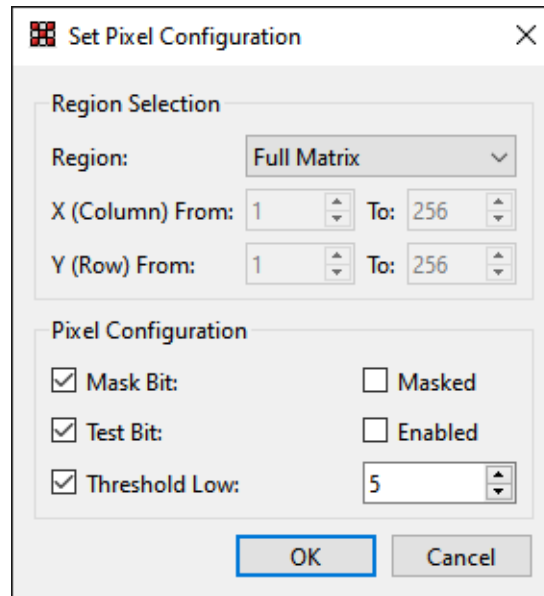 Set Pixel Configuration
Region Selection
Region: Full Matrix
X (Column) From: 1 To: 256
Y (Row) From: 1 To: 256
Pixel Configuration
Mask Bit: Masked
Test Bit: Enabled
Threshold Low: 5
OK Cancel